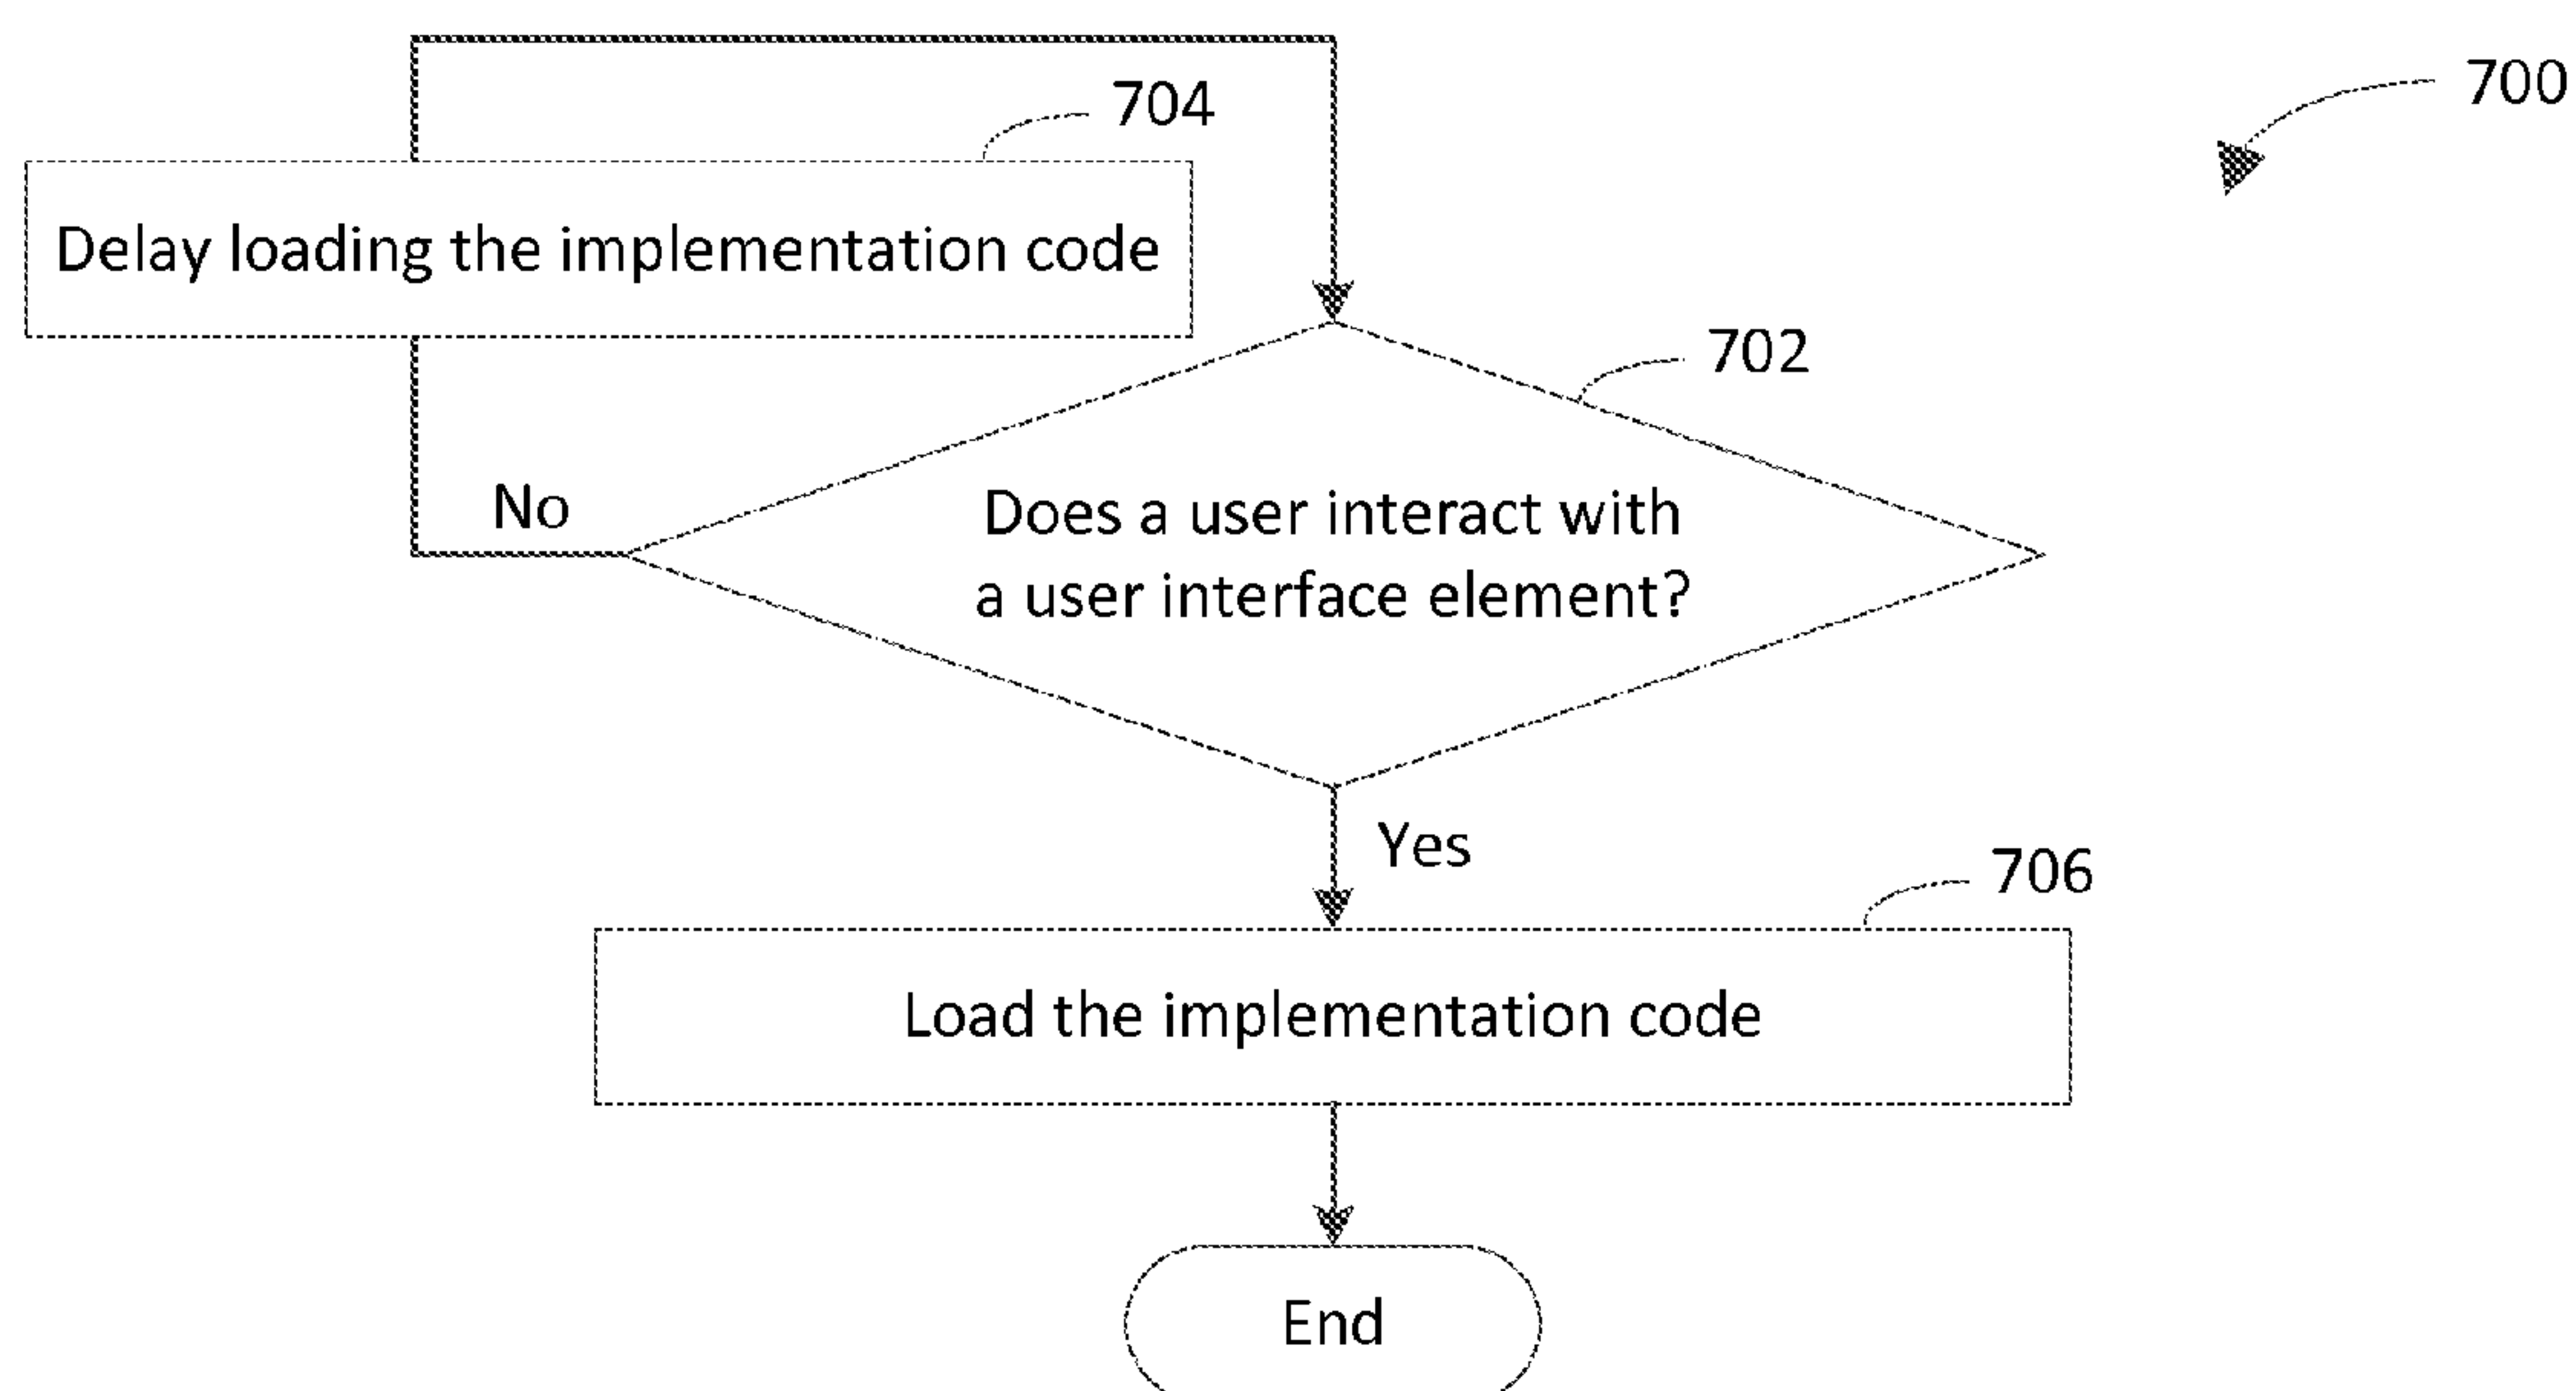 700
704
Delay loading the implementation code
702
No
Does a user interact with
a user interface element?
Yes
706
Load the implementation code
End